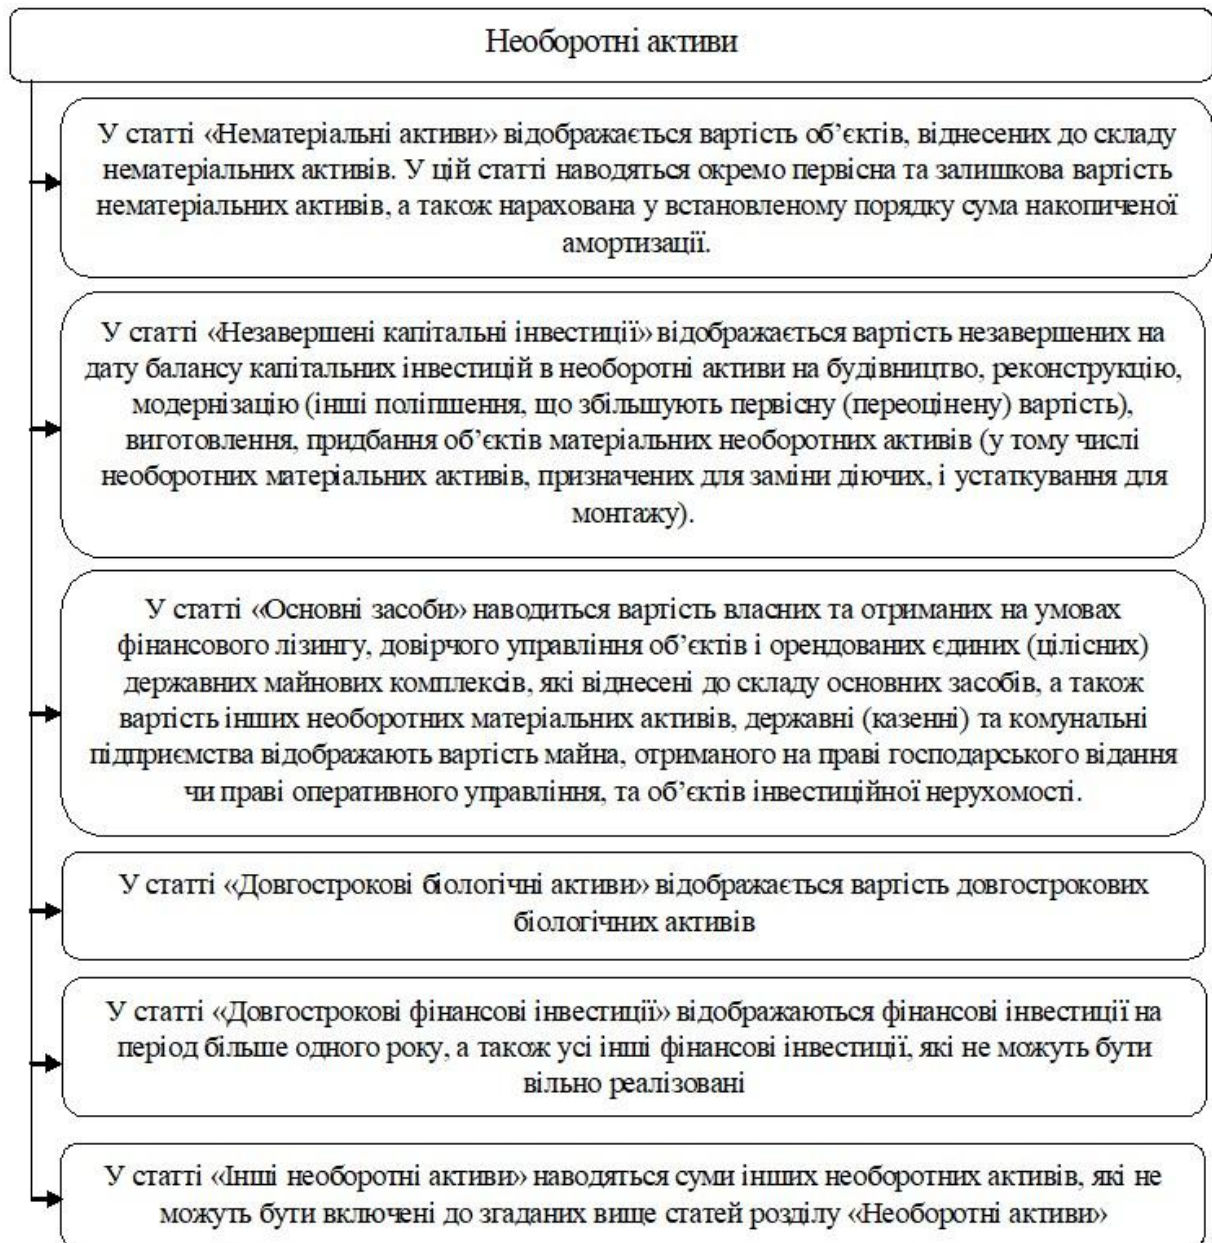 Необоротні активи
У статті «Нематеріальні активи» відображається вартість об’єктів, віднесених до складу
нематеріальних активів. У цій статті наводяться окремо первісна та залишкова вартість
нематеріальних активів, а також нарахована у встановленому порядку сума накопиченої
амортизації.
У статті «Незавершені капітальні інвестиції» відображається вартість незавершених на
дату балансу капітальних інвестицій в необоротні активи на будівництво, реконструкцію,
модернізацію (інші поліпшення, що збільшують первісну (переоцінену) вартість),
виготовлення, придбання об’єктів матеріальних необоротних активів (у тому числі
необоротних матеріальних активів, призначених для заміни діючих, і устаткування для
монтажу).
У статті «Основні засоби» наводиться вартість власних та отриманих на умовах
фінансового лізингу, довірчого управління об’єктів і орендованих єдиних (цілісних)
державних майнових комплексів, які віднесені до складу основних засобів, а також
вартість інших необоротних матеріальних активів, державні (казенні) та комунальні
підприємства відображають вартість майна, отриманого на праві господарського відання
чи праві оперативного управління, та об’єктів інвестиційної нерухомості.
У статті «Довгострокові біологічні активи» відображається вартість довгострокових
біологічних активів
У статті «Довгострокові фінансові інвестиції» відображаються фінансові інвестиції на
період більше одного року, а також усі інші фінансові інвестиції, які не можуть бути
вільно реалізовані
У статті «Інші необоротні активи» наводяться суми інших необоротних активів, які не
можуть бути включені до згаданих вище статей розділу «Необоротні активи»